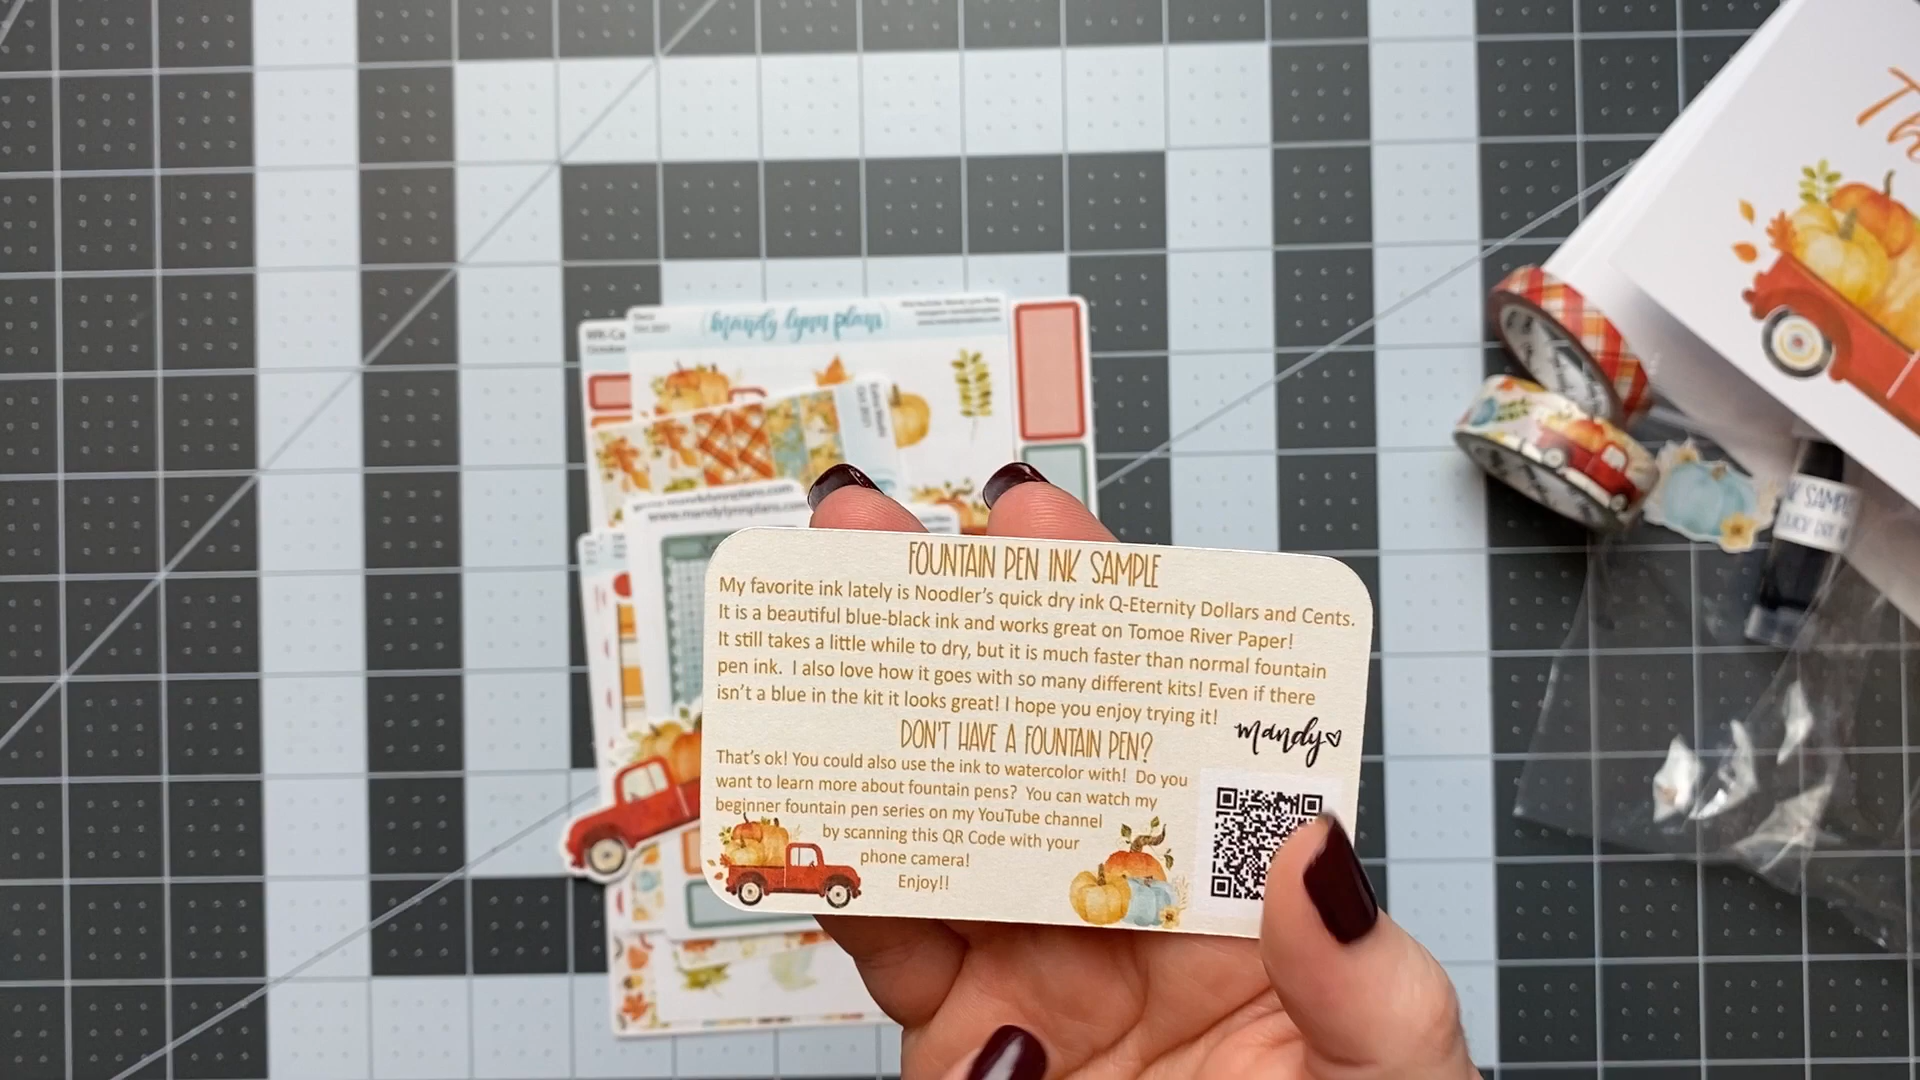 Th
mandy lynn plans
Oct 2021
www.mandylynnplans.com
INK SAMPLE
FOUNTAIN PEN INK SAMPLE
My favorite ink lately is Noodler's quick dry ink Q-Eternity Dollars and Cents.
It is a beautiful blue-black ink and works great on Tomoe River Paper!
It still takes a little while to dry, but it is much faster than normal fountain
pen ink. I also love how it goes with so many different kits! Even if there
isn't a blue in the kit it looks great! I hope you enjoy trying it!
mandy
DON'T HAVE A FOUNTAIN PEN?
That's ok! You could also use the ink to watercolor with! Do you
want to learn more about fountain pens? You can watch my
beginner fountain pen series on my YouTube channel
by scanning this QR Code with your
phone camera!
Enjoy!!